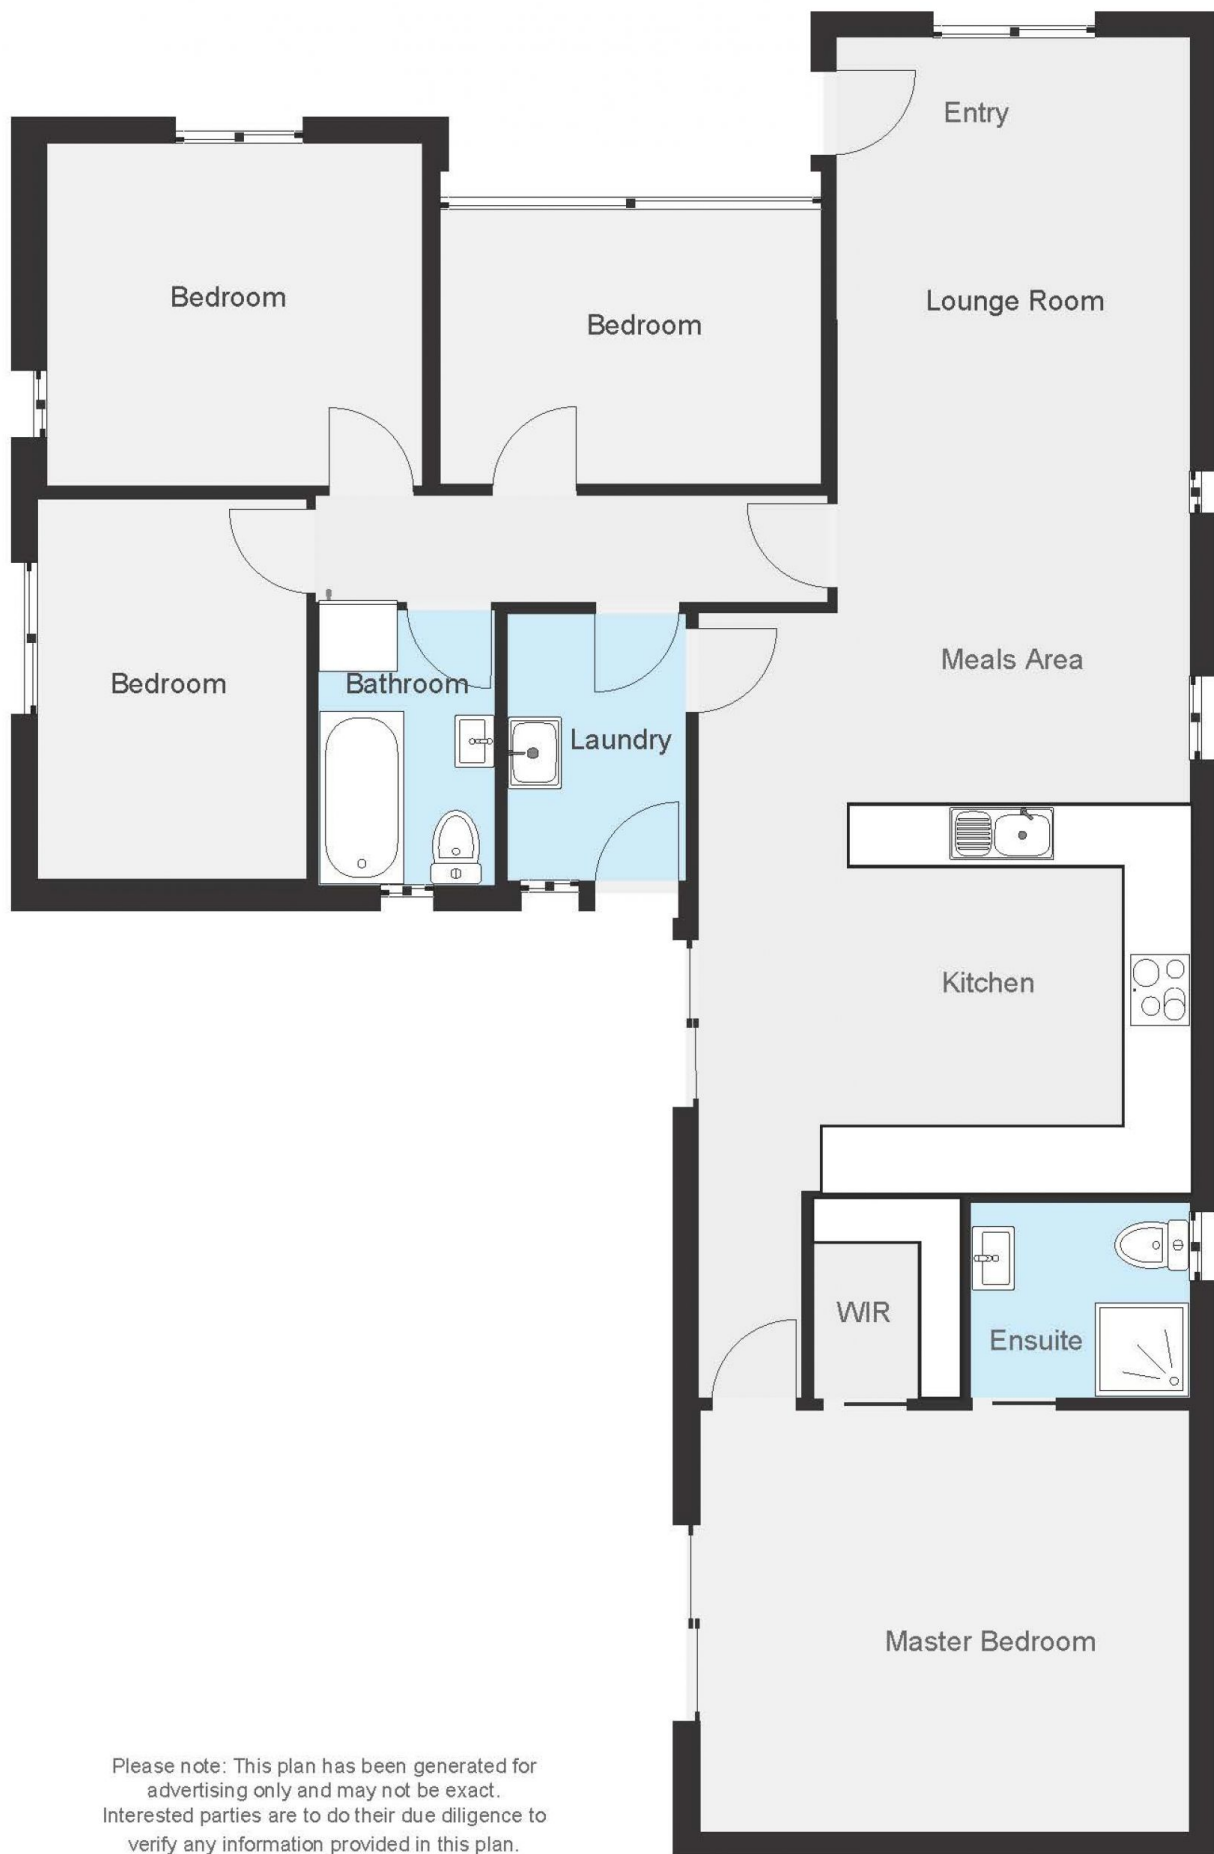 Entry
Bedroom
Lounge Room
Bedroom
Meals Area
Bedroom
Bathroom
Laundry
Kitchen
WIR
Ensuite
Master Bedroom
Please note: This plan has been generated for
advertising only and may not be exact.
Interested parties are to do their due diligence to
verify any information provided in this plan.